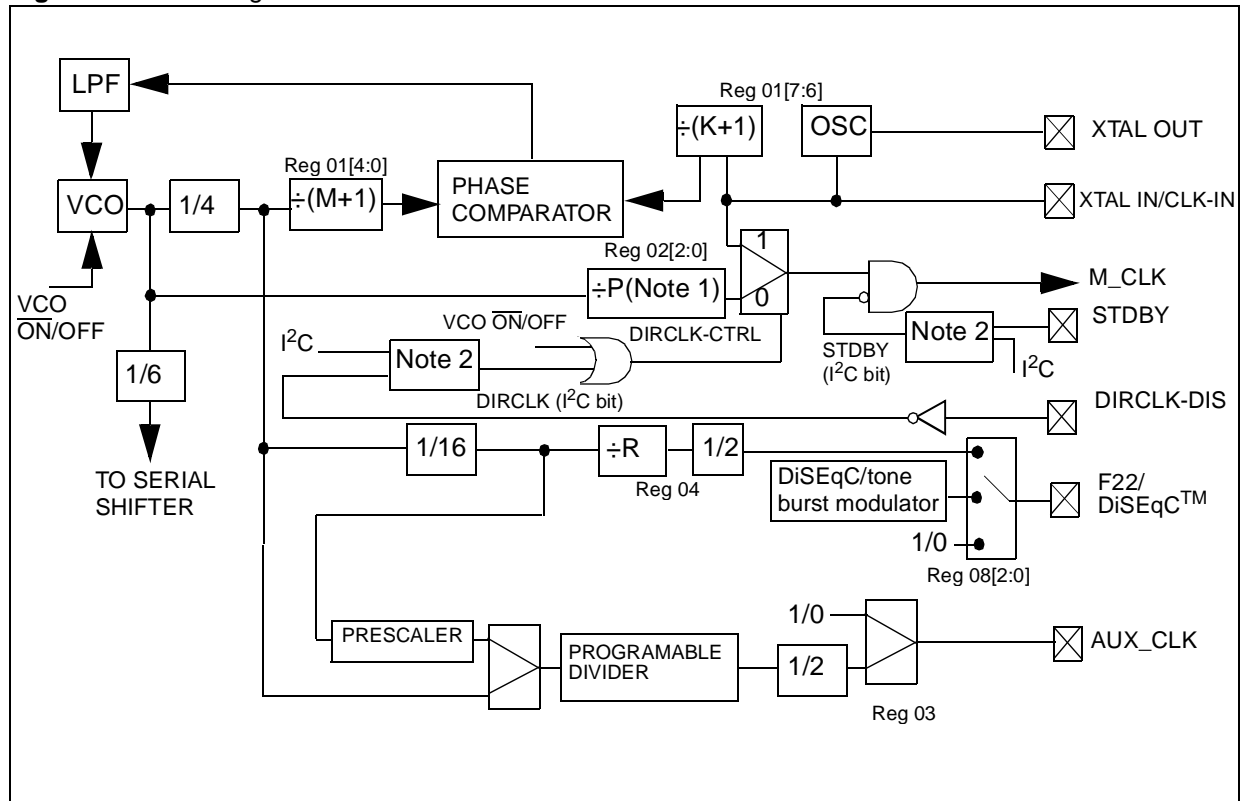 Reg 01[7:6]
LPF
÷(K+1)
OSC
XTAL OUT
Reg 01[4:0]
VCO
1/4
÷(M+1)
PHASE
COMPARATOR
XTAL IN/CLK-IN
Reg 02[2:0]
1
÷P(Note 1)
0
M_CLK
VCO
ON/OFF
VCO ON/OFF
DIRCLK-CTRL
STDBY
I²C
Note 2
STDBY
(I²C bit)
Note 2
I²C
1/6
DIRCLK (I²C bit)
DIRCLK-DIS
1/16
÷R
1/2
Reg 04
TO SERIAL
SHIFTER
DiSEqC/tone
burst modulator
F22/
DiSEqC™
1/0
Reg 08[2:0]
1/0
PRESCALER
PROGRAMABLE
DIVIDER
1/2
AUX_CLK
Reg 03